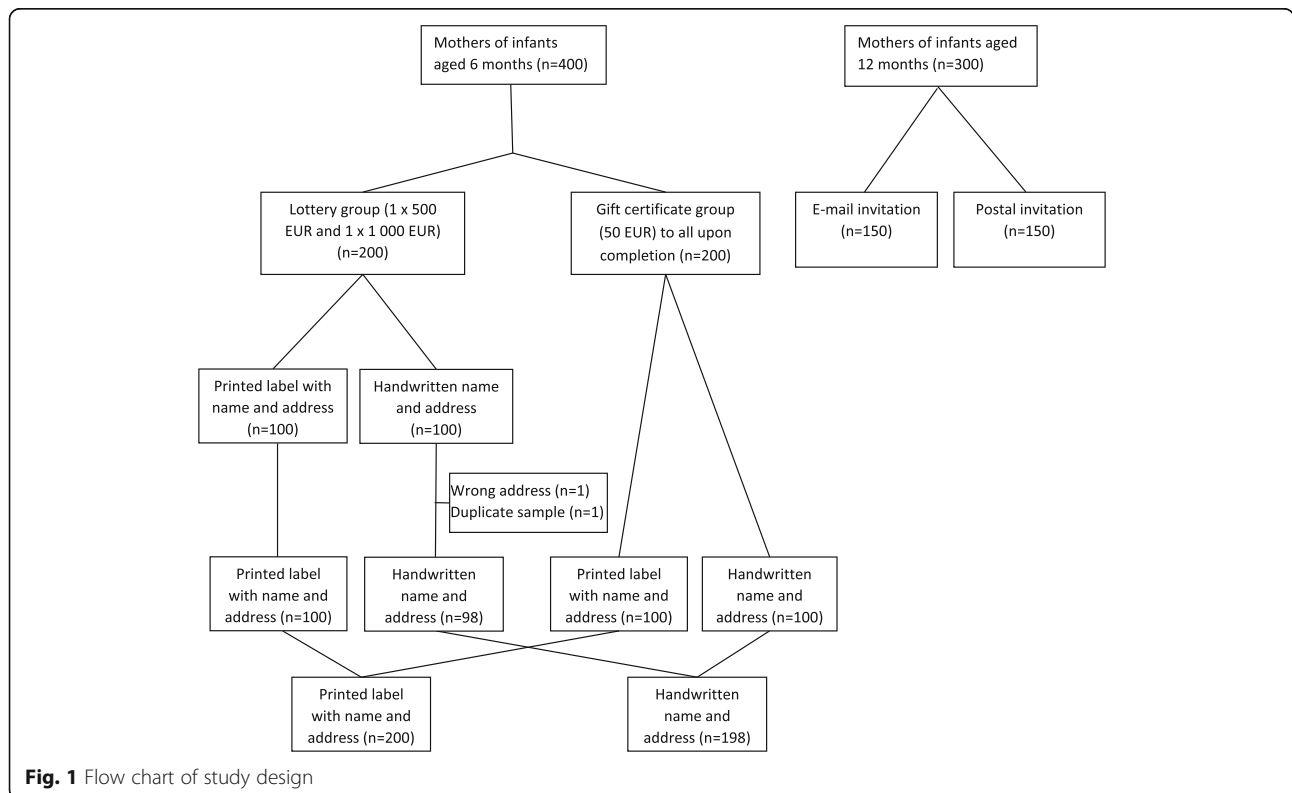 Mothers of infants
aged 6 months (n=400)
Mothers of infants aged
12 months (n=300)
Lottery group (1 x 500
EUR and 1 x 1 000 EUR)
(n=200)
Gift certificate group
(50 EUR) to all upon
completion (n=200)
E-mail invitation
(n=150)
Postal invitation
(n=150)
Printed label with
name and address
(n=100)
Handwritten name
and address
(n=100)
Wrong address (n=1)
Duplicate sample (n=1)
Printed label
with name and
address (n=100)
Handwritten
name and
address (n=98)
Printed label
with name and
address (n=100)
Handwritten
name and
address (n=100)
Printed label
with name and
address (n=200)
Handwritten
name and
address (n=198)
Fig. 1 Flow chart of study design